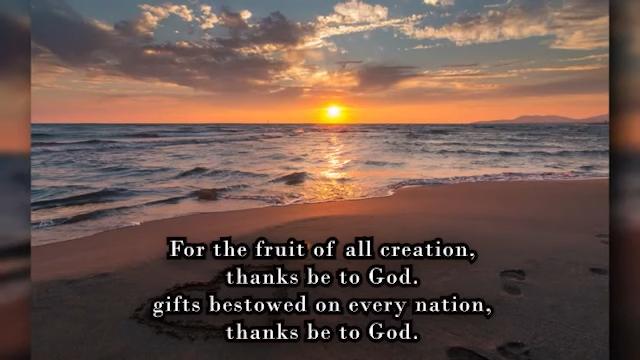 For the fruit of all creation,
thanks be to God.
gifts bestowed on every nation,
thanks be to God.